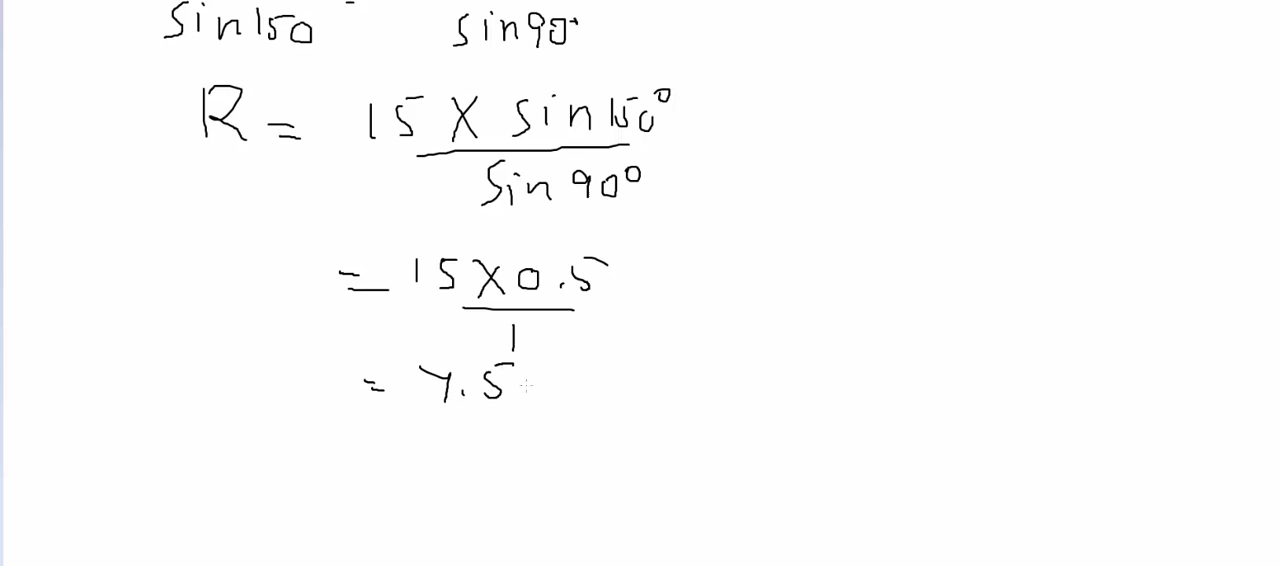 sin150 = sin90°
R = 15 X sin150°
sin 90°
= 15 X 0.5
1
= 7.5